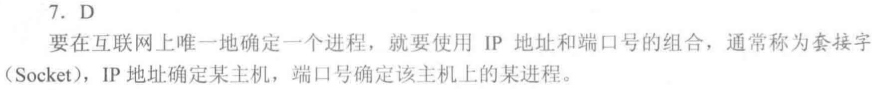 7. D
要在互联网上唯一地确定一个进程，就要使用 IP 地址和端口号的组合，通常称为套接字
（Socket），IP 地址确定某主机，端口号确定该主机上的某进程。